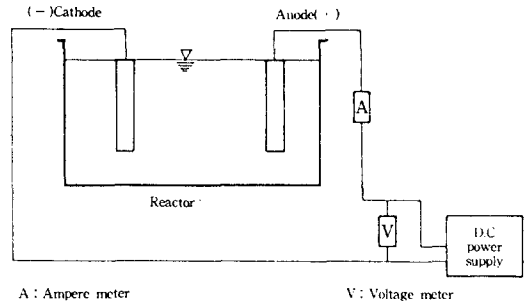 (−)Cathode
Anode(·)
A
Reactor
V
D.C
power
supply
A : Ampere meter
V : Voltage meter